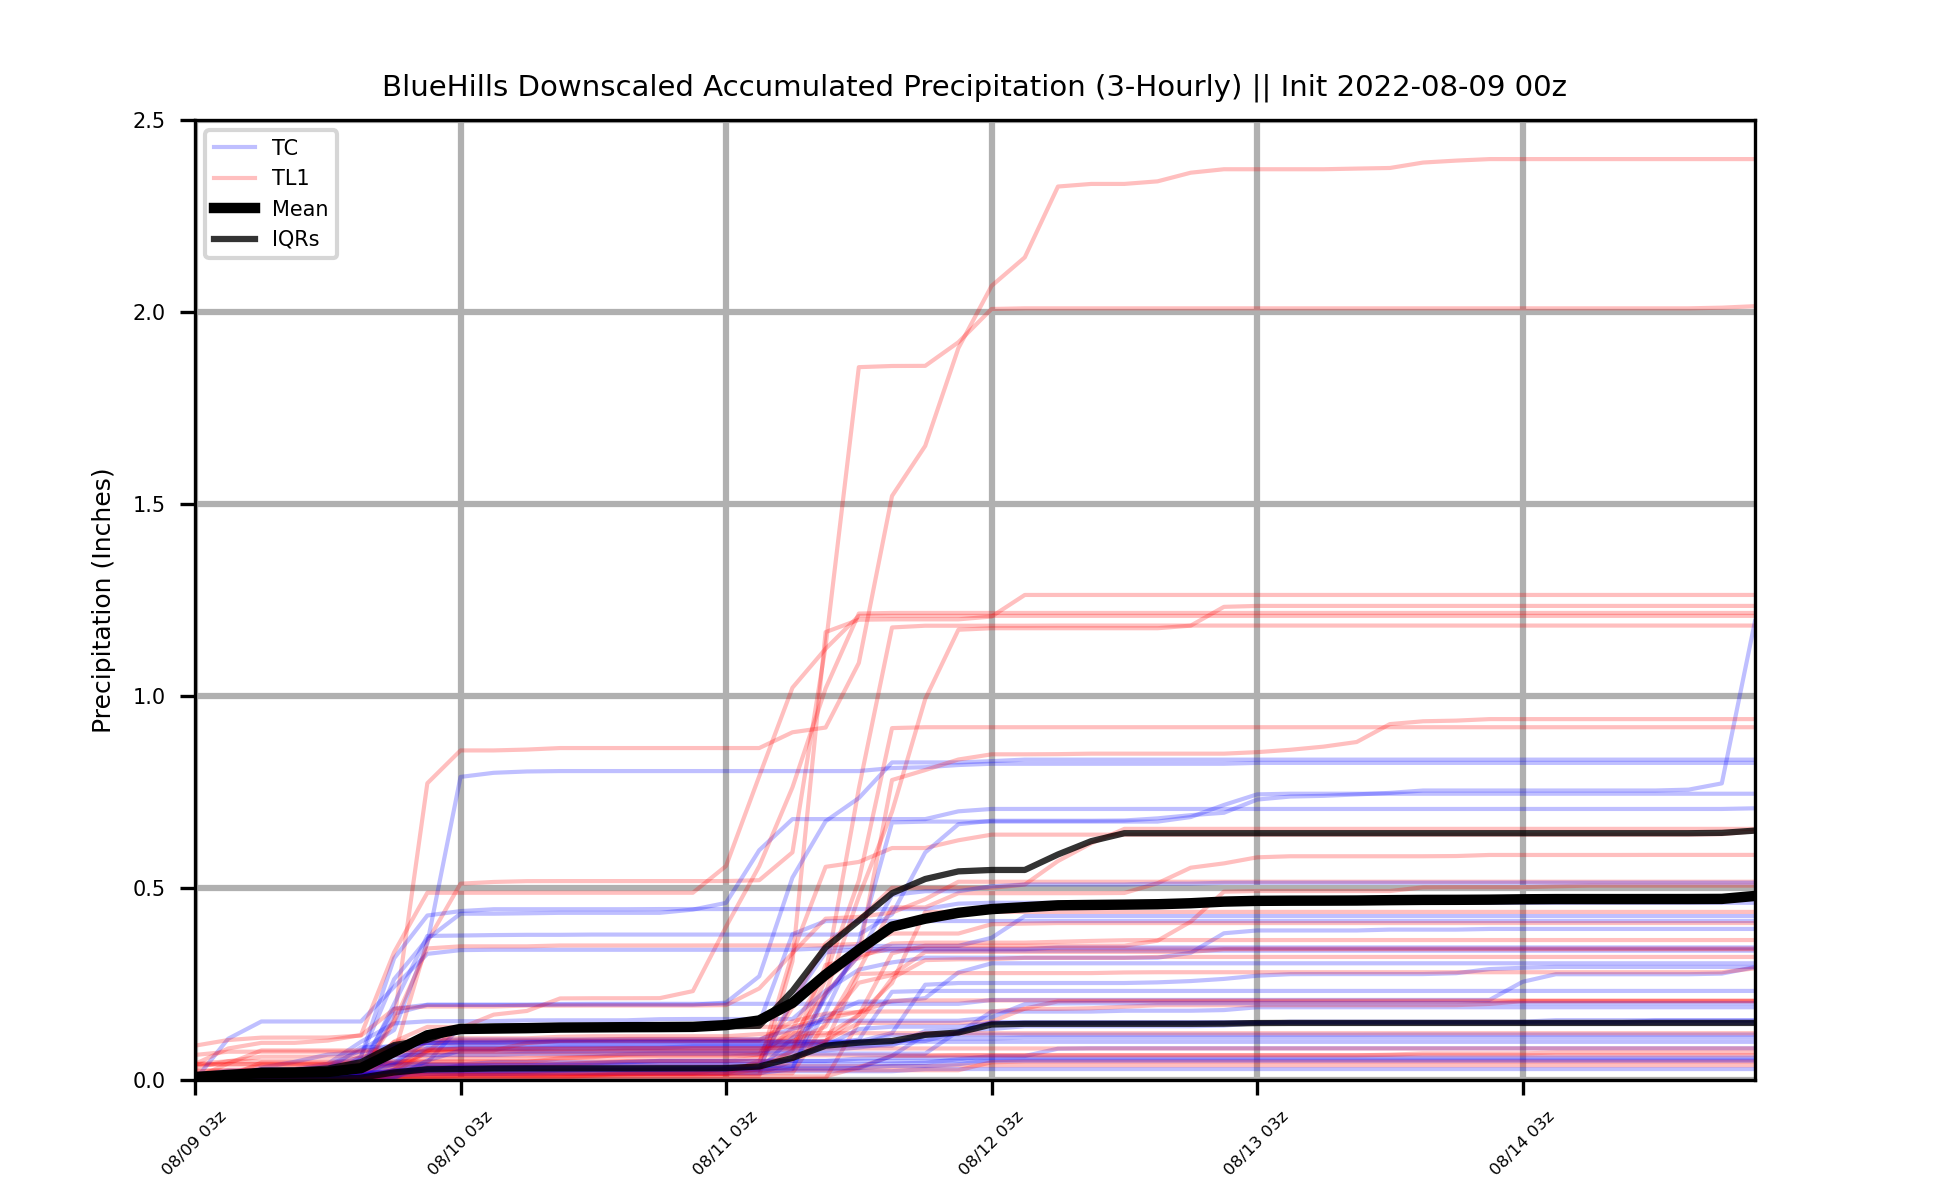 BlueHills Downscaled Accumulated Precipitation (3-Hourly) || Init 2022-08-09 00z
TC
TL1
Mean
IQRs
Precipitation (Inches)
2.5
2.0
1.5
1.0
0.5
0.0
08/09 03z
08/10 03z
08/11 03z
08/12 03z
08/13 03z
08/14 03z